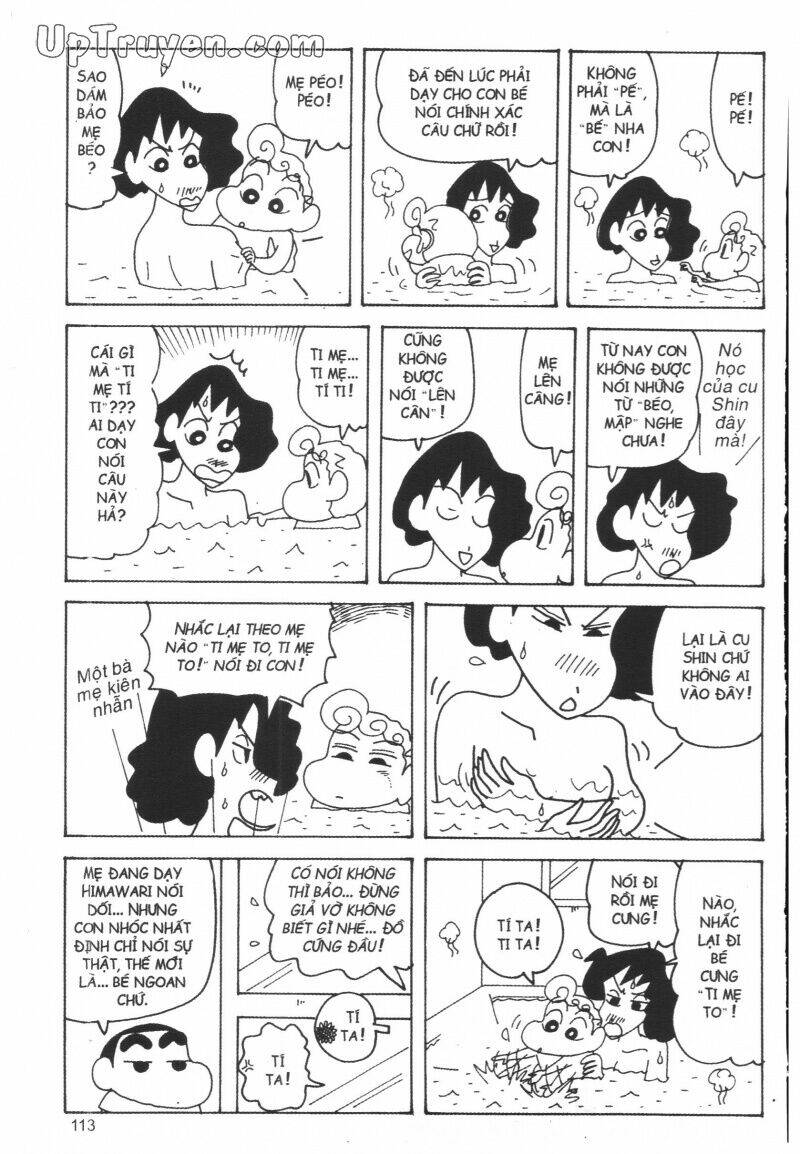 UpTruyen.com
PẾ!
PẾ!
KHÔNG
PHẢI "PẾ",
MÀ LÀ
"BẾ" NHA
CON!
ĐÃ ĐẾN LÚC PHẢI
DẠY CHO CON BÉ
NÓI CHÍNH XÁC
CÂU CHỮ RỒI!
MẸ PÉO!
PÉO!
SAO
DÁM
BẢO
MẸ
BÉO
?
Nó
học
của cu
Shin
đây
mà!
TỪ NAY CON
KHÔNG ĐƯỢC
NÓI NHỮNG
TỪ "BÉO,
MẬP" NGHE
CHƯA!
MẸ
LÊN
CÂNG!
CŨNG
KHÔNG
ĐƯỢC
NÓI "LÊN
CÂN"!
TI MẸ...
TI MẸ...
TÍ TI!
CÁI GÌ
MÀ "TI
MẸ TÍ
TI"???
AI DẠY
CON
NÓI
CÂU
NÀY
HẢ?
LẠI LÀ CU
SHIN CHỨ
KHÔNG AI
VÀO ĐÂY!
NHẮC LẠI THEO MẸ
NÀO "TI MẸ TO, TI MẸ
TO!" NÓI ĐI CON!
Một bà
mẹ kiên
nhẫn
NÀO,
NHẮC
LẠI ĐI
BÉ
CƯNG
"TI MẸ
TO"!
NÓI ĐI
RỒI MẸ
CƯNG!
TÍ TA!
TI TA!
CÓ NÓI KHÔNG
THÌ BẢO... ĐỪNG
GIẢ VỜ KHÔNG
BIẾT GÌ NHÉ... ĐỒ
CỨNG ĐẦU!
TÍ
TA!
TÍ
TA!
MẸ ĐANG DẠY
HIMAWARI NÓI
DỐI... NHƯNG
CON NHÓC NHẤT
ĐỊNH CHỈ NÓI SỰ
THẬT, THẾ MỚI
LÀ... BÉ NGOAN
CHỨ.
113